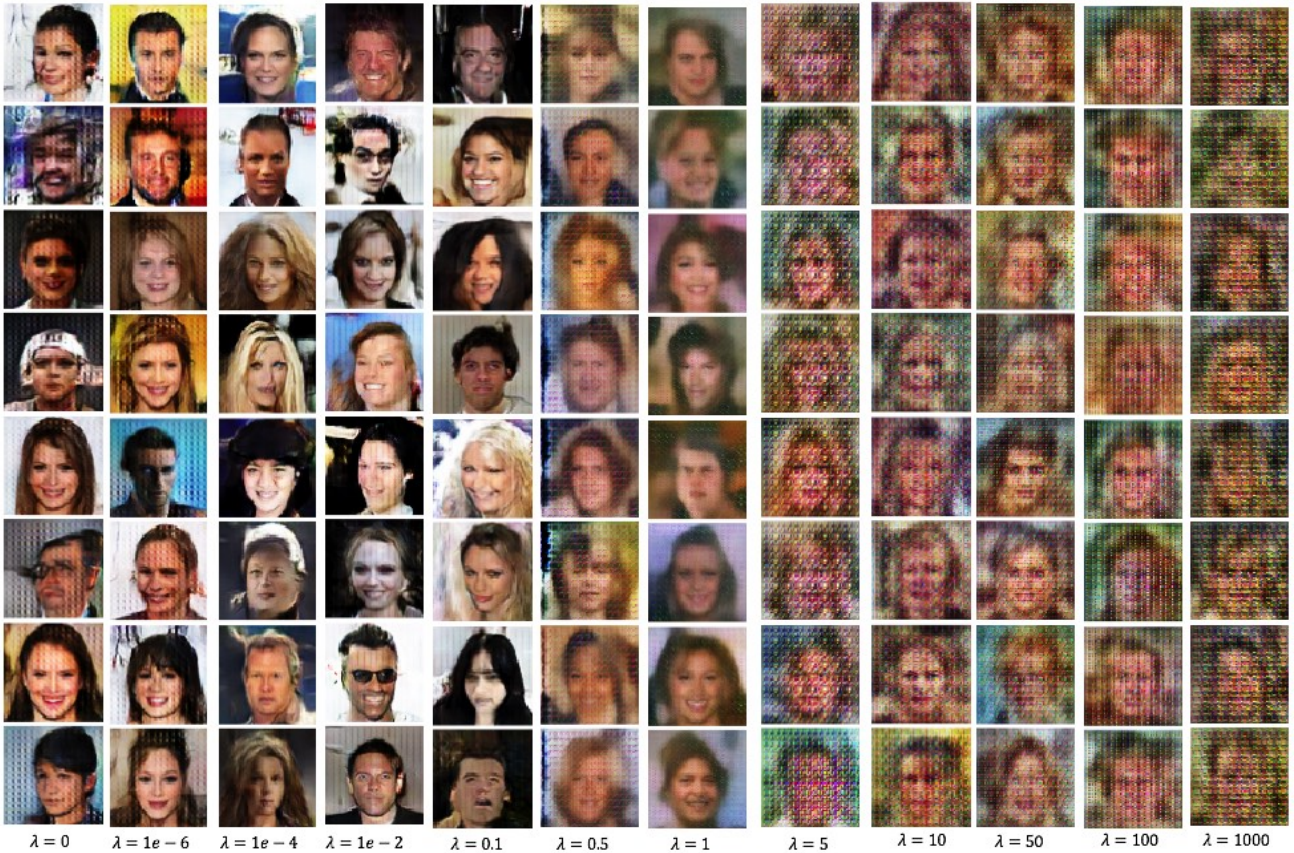 λ = 0 λ = 1e − 6 λ = 1e − 4 λ = 1e − 2 λ = 0.1 λ = 0.5 λ = 1 λ = 5 λ = 10 λ = 50 λ = 100 λ = 1000